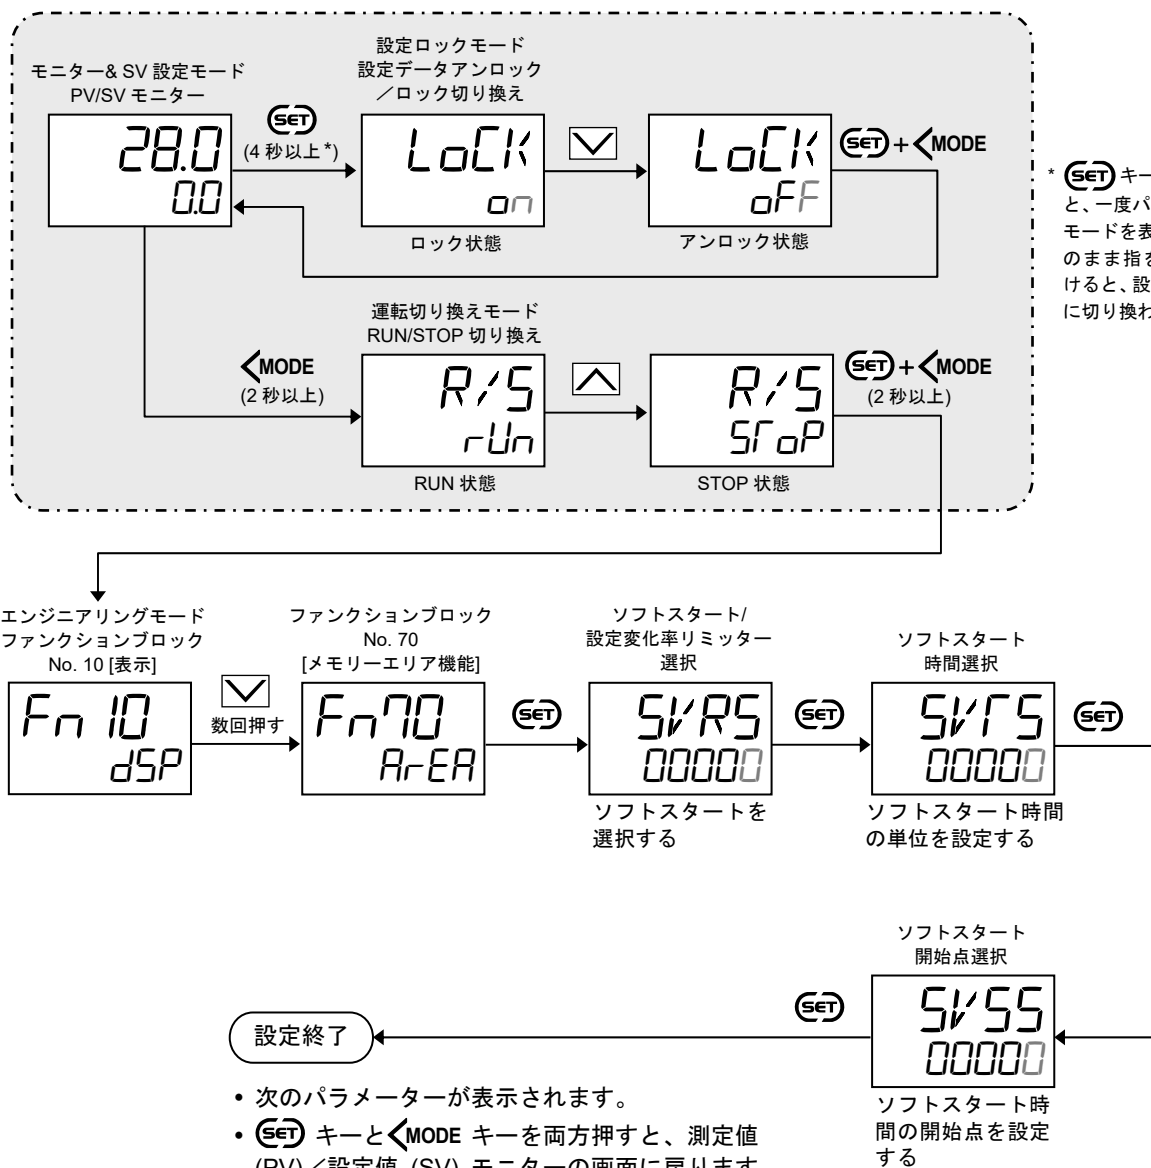 設定ロックモード
設定データアンロック
／ロック切り換え
モニター& SV 設定モード
PV/SV モニター
28.0
0.0
SET
(4 秒以上*)
LoCK
on
ロック状態
LoCK
oFF
アンロック状態
SET + <MODE
* SET キー
と、一度パ
モードを表
のまま指を
けると、設
に切り換わ
運転切り換えモード
RUN/STOP 切り換え
<MODE
(2 秒以上)
R/S
rUn
RUN 状態
R/S
SToP
STOP 状態
SET + <MODE
(2 秒以上)
エンジニアリングモード
ファンクションブロック
No. 10 [表示]
Fn 10
dSP
数回押す
ファンクションブロック
No. 70
[メモリーエリア機能]
Fn70
ArEA
SET
ソフトスタート/
設定変化率リミッター
選択
SVRS
00000
ソフトスタートを
選択する
SET
ソフトスタート
時間選択
SVTS
00000
ソフトスタート時間
の単位を設定する
SET
ソフトスタート
開始点選択
SVSS
00000
ソフトスタート時
間の開始点を設定
する
SET
設定終了
• 次のパラメーターが表示されます。
• SET キーと<MODE キーを両方押すと、測定値
(PV)／設定値 (SV) モニターの画面に戻ります